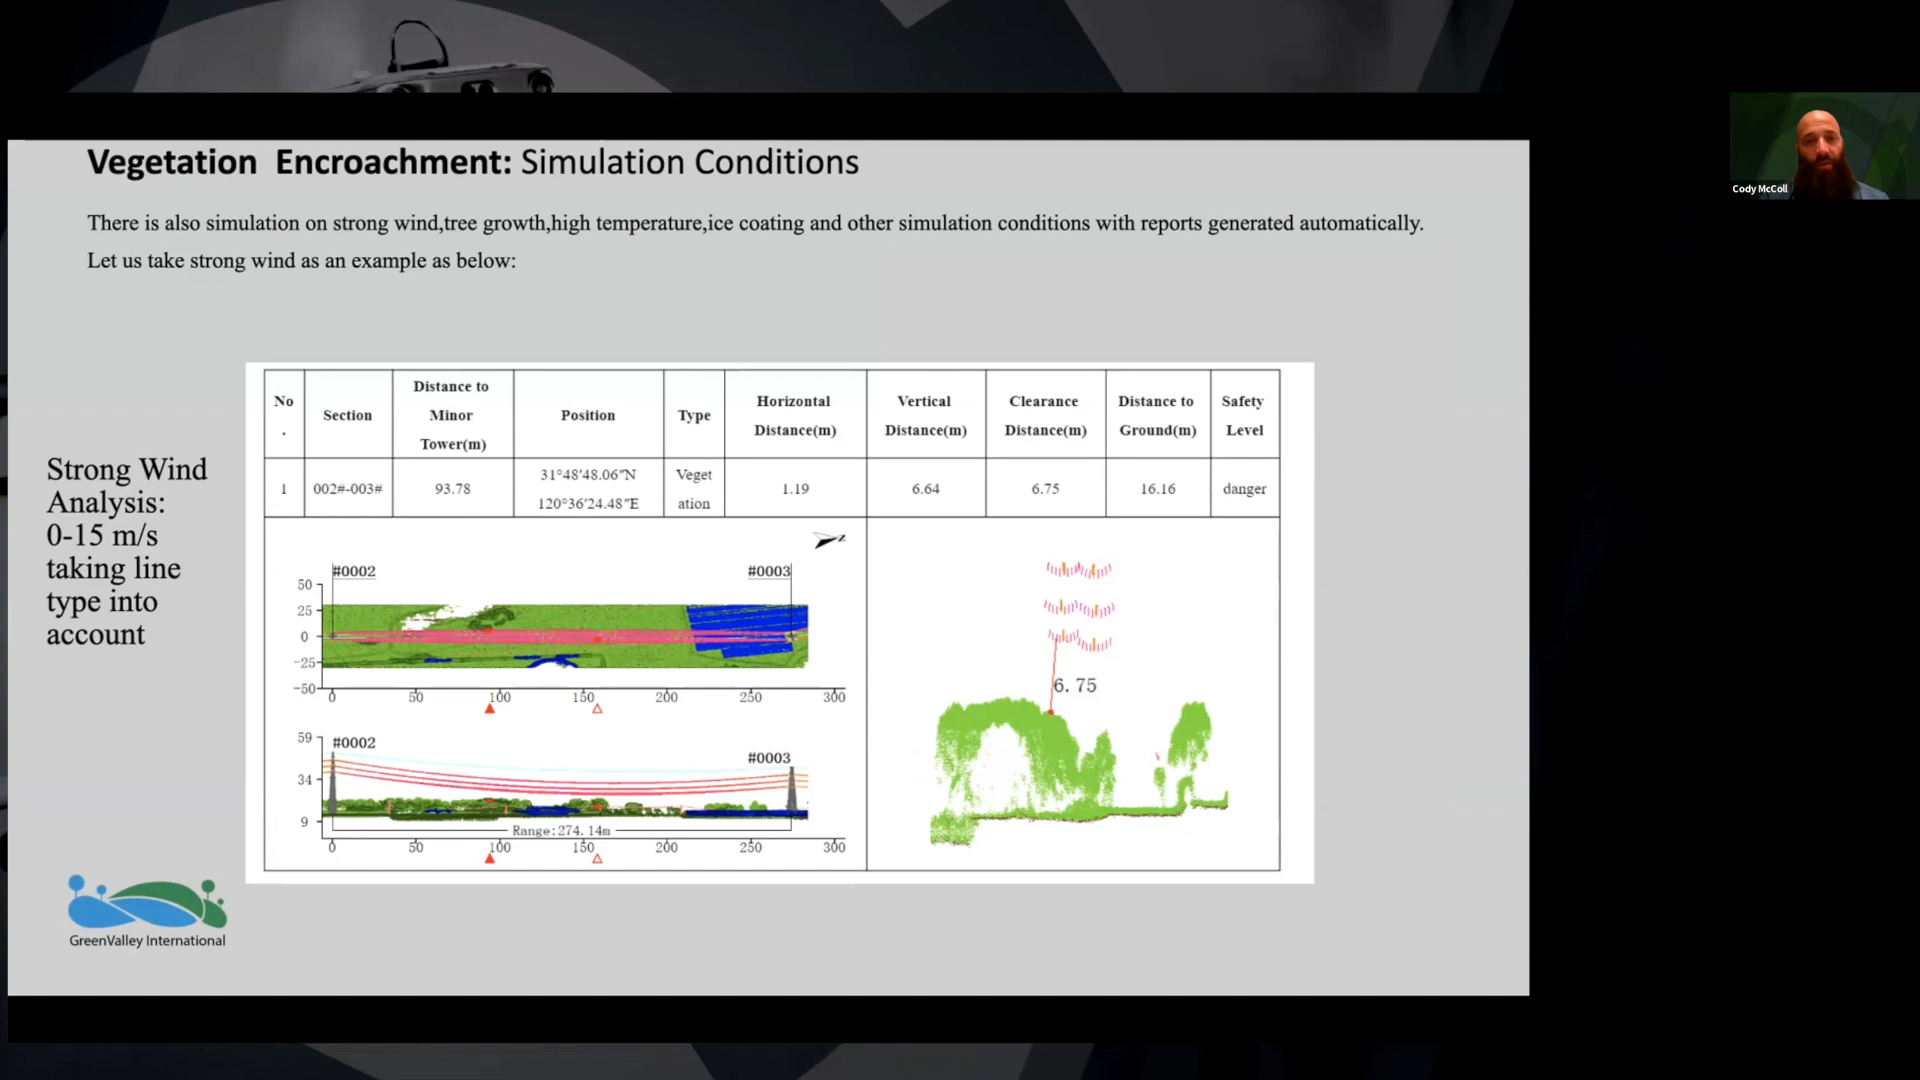 Vegetation Encroachment: Simulation Conditions
There is also simulation on strong wind,tree growth,high temperature,ice coating and other simulation conditions with reports generated automatically.
Let us take strong wind as an example as below:
Cody McColl
Strong Wind
Analysis:
0-15 m/s
taking line
type into
account
No
.
Section
Distance to
Minor
Tower(m)
Position
Type
Horizontal
Distance(m)
Vertical
Distance(m)
Clearance
Distance(m)
Distance to
Ground(m)
Safety
Level
1
002#-003#
93.78
31°48′48.06″N
120°36′24.48″E
Veget
ation
1.19
6.64
6.75
16.16
danger
z
#0002
#0003
50
25
0
-25
-50
0 50 100 150 200 250 300
#0002
#0003
59
34
9
Range:274.14m
0 50 100 150 200 250 300
6.75
GreenValley International